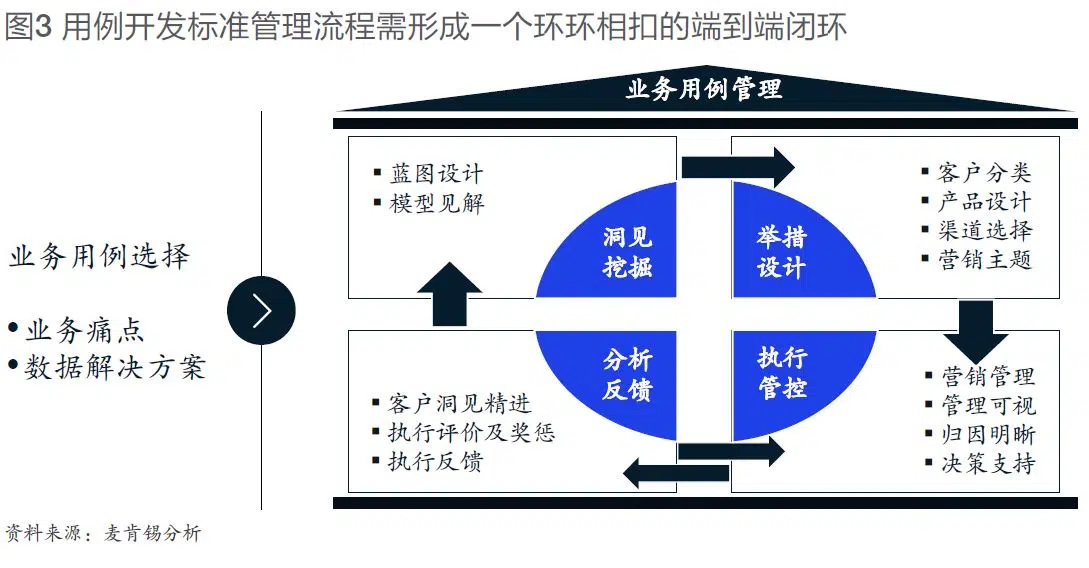 图3 用例开发标准管理流程需形成一个环环相扣的端到端闭环
业务用例管理
业务用例选择
•业务痛点
•数据解决方案
▪ 蓝图设计
▪ 模型见解
洞见
挖掘
举措
设计
▪ 客户分类
▪ 产品设计
▪ 渠道选择
▪ 营销主题
▪ 客户洞见精进
▪ 执行评价及奖惩
▪ 执行反馈
分析
反馈
执行
管控
▪ 营销管理
▪ 管理可视
▪ 归因明晰
▪ 决策支持
资料来源：麦肯锡分析